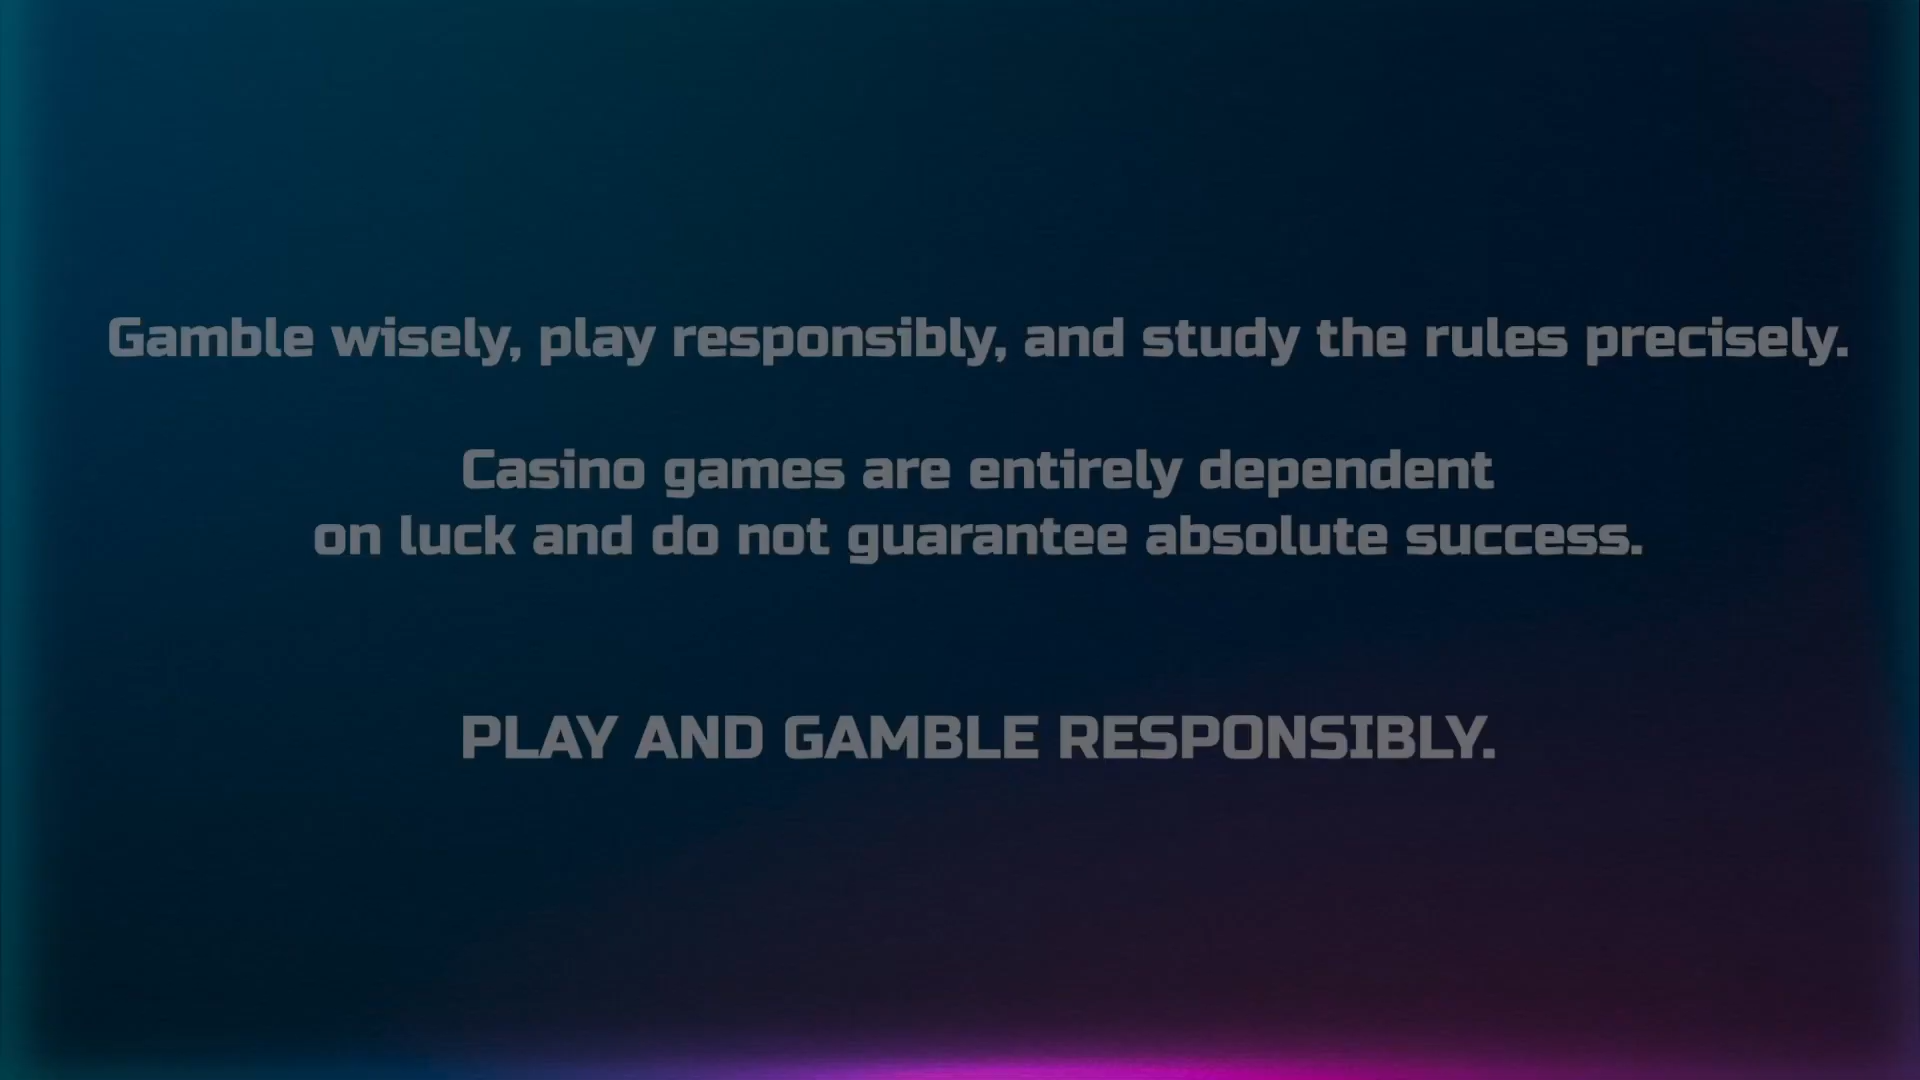 Gamble wisely, play responsibly, and study the rules precisely.
Casino games are entirely dependent
on luck and do not guarantee absolute success.
PLAY AND GAMBLE RESPONSIBLY.